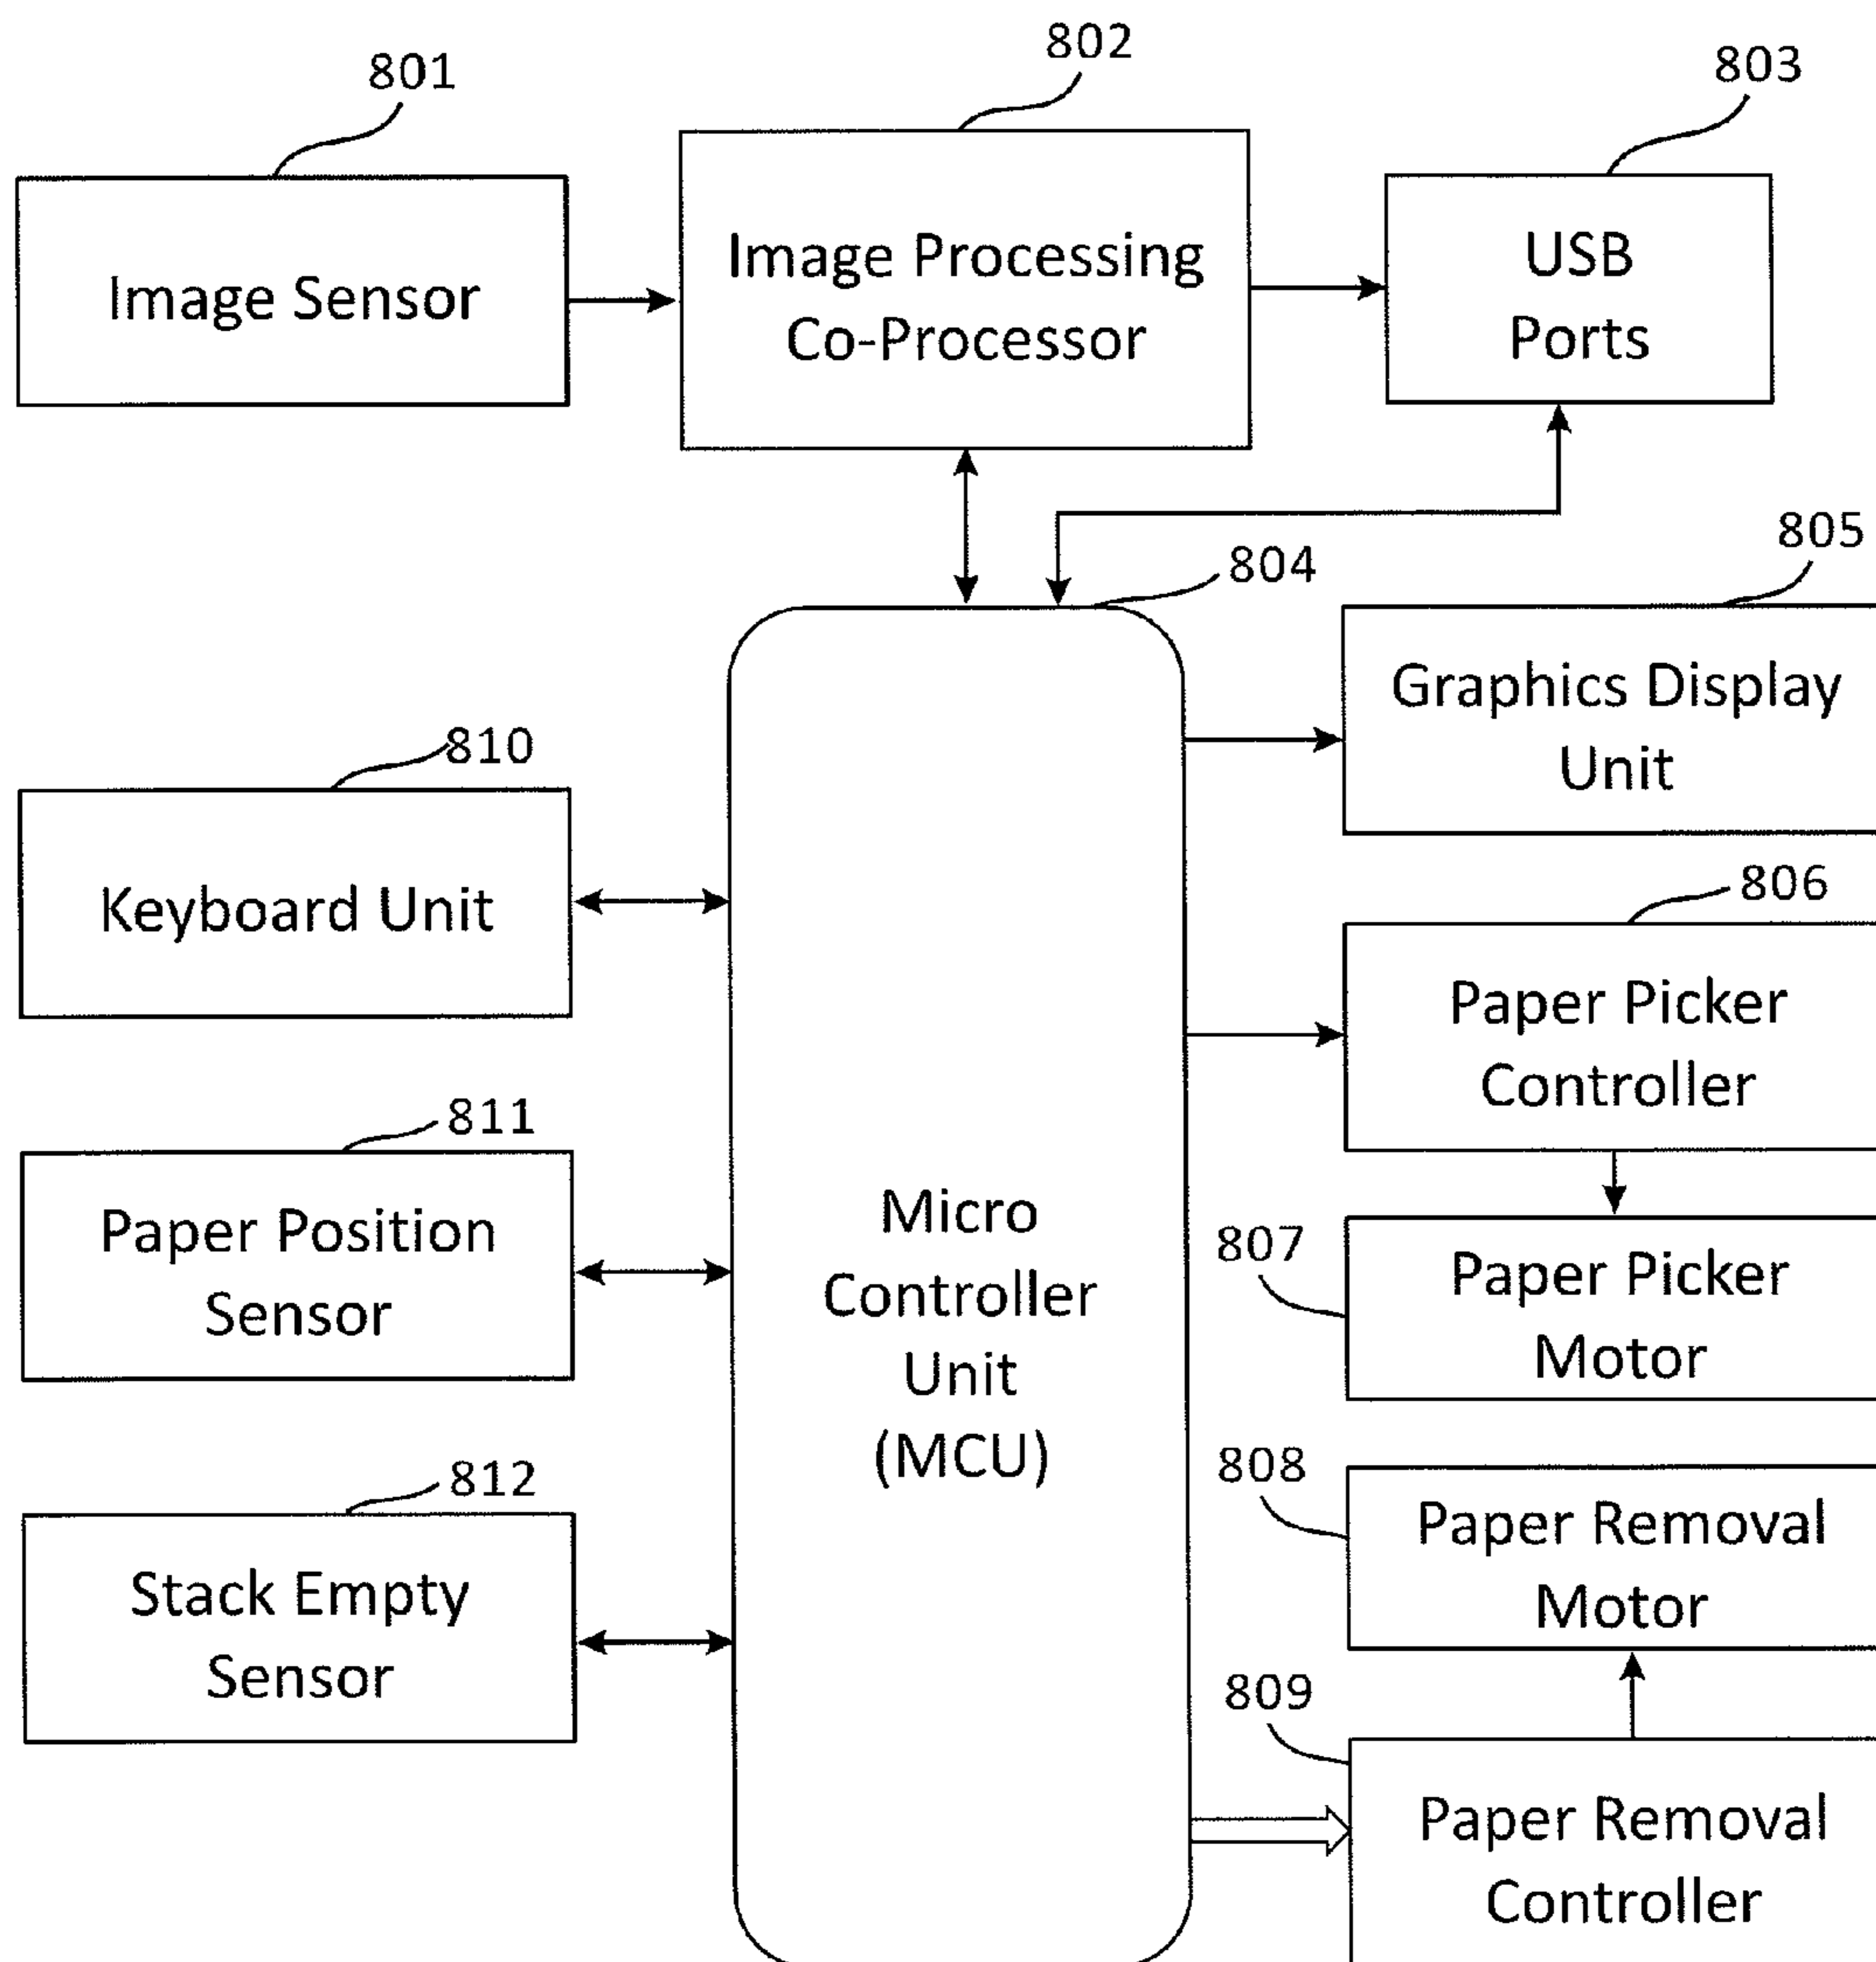 801
802
803
Image Sensor
Image Processing
Co-Processor
USB
Ports
804
805
Graphics Display
Unit
810
Keyboard Unit
806
Paper Picker
Controller
811
Paper Position
Sensor
Micro
Controller
Unit
(MCU)
807
Paper Picker
Motor
812
Stack Empty
Sensor
808
Paper Removal
Motor
809
Paper Removal
Controller